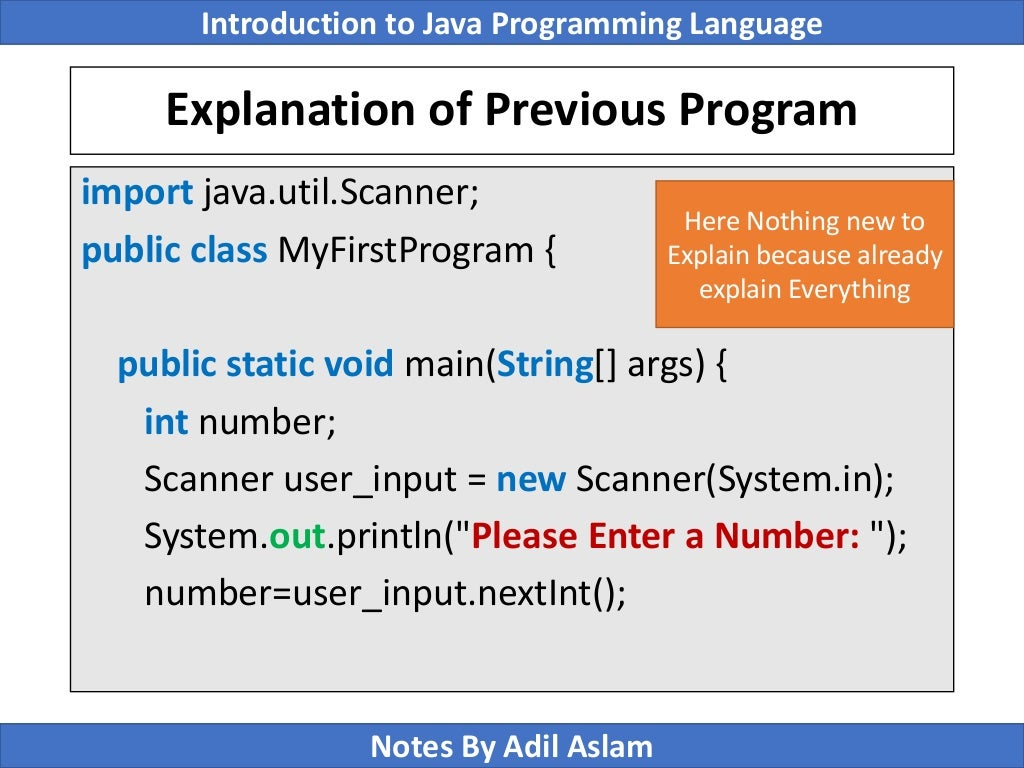 Introduction to Java Programming Language
Explanation of Previous Program
import java.util.Scanner;
public class MyFirstProgram {
Here Nothing new to
Explain because already
explain Everything
public static void main(String[] args) {
int number;
Scanner user_input = new Scanner(System.in);
System.out.println("Please Enter a Number: ");
number=user_input.nextInt();
Notes By Adil Aslam